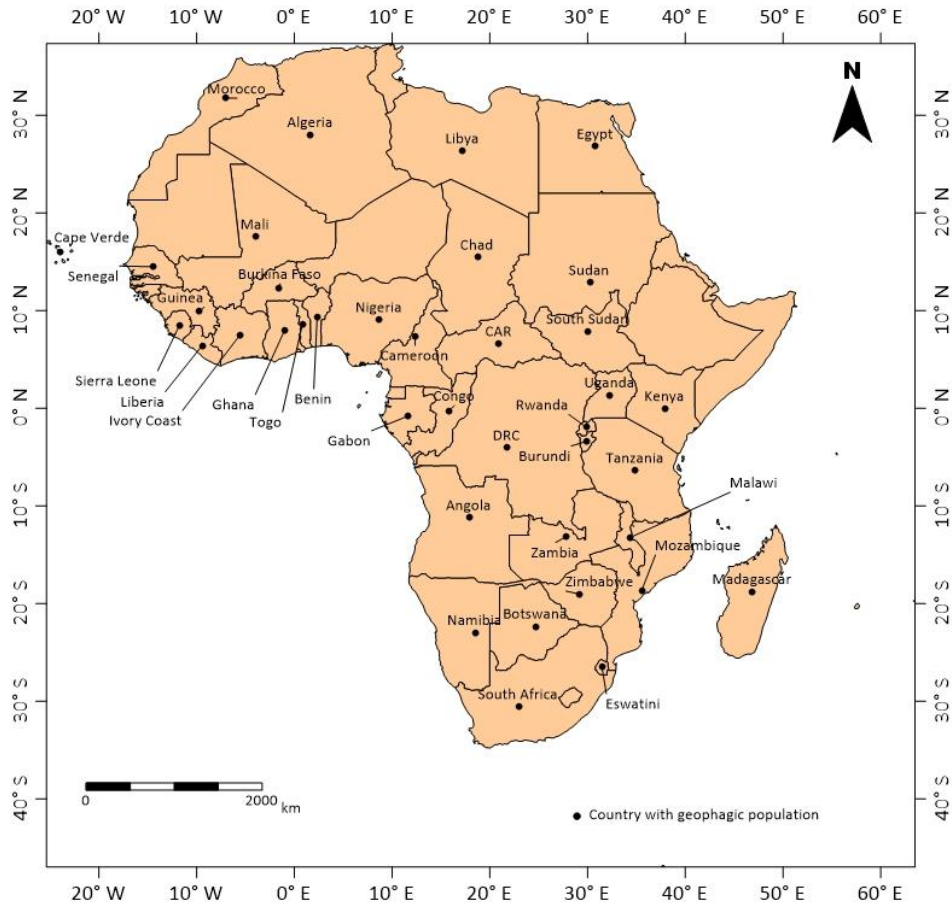 20° W 10° W 0° E 10° E 20° E 30° E 40° E 50° E 60° E
N
30° N 30° N
20° N 20° N
10° N 10° N
0° N 0° N
10° S 10° S
20° S 20° S
30° S 30° S
40° S 40° S
Morocco
Algeria
Libya
Egypt
Mali
Cape Verde
Senegal
Burkina Faso
Chad
Sudan
Guinea
Nigeria
South Sudan
CAR
Cameroon
Sierra Leone
Liberia
Ivory Coast
Ghana
Togo
Benin
Gabon
Congo
Uganda
Kenya
Rwanda
DRC
Burundi
Tanzania
Malawi
Angola
Zambia
Mozambique
Zimbabwe
Madagascar
Namibia
Botswana
South Africa
Eswatini
0 2000 km
Country with geophagic population
20° W 10° W 0° E 10° E 20° E 30° E 40° E 50° E 60° E